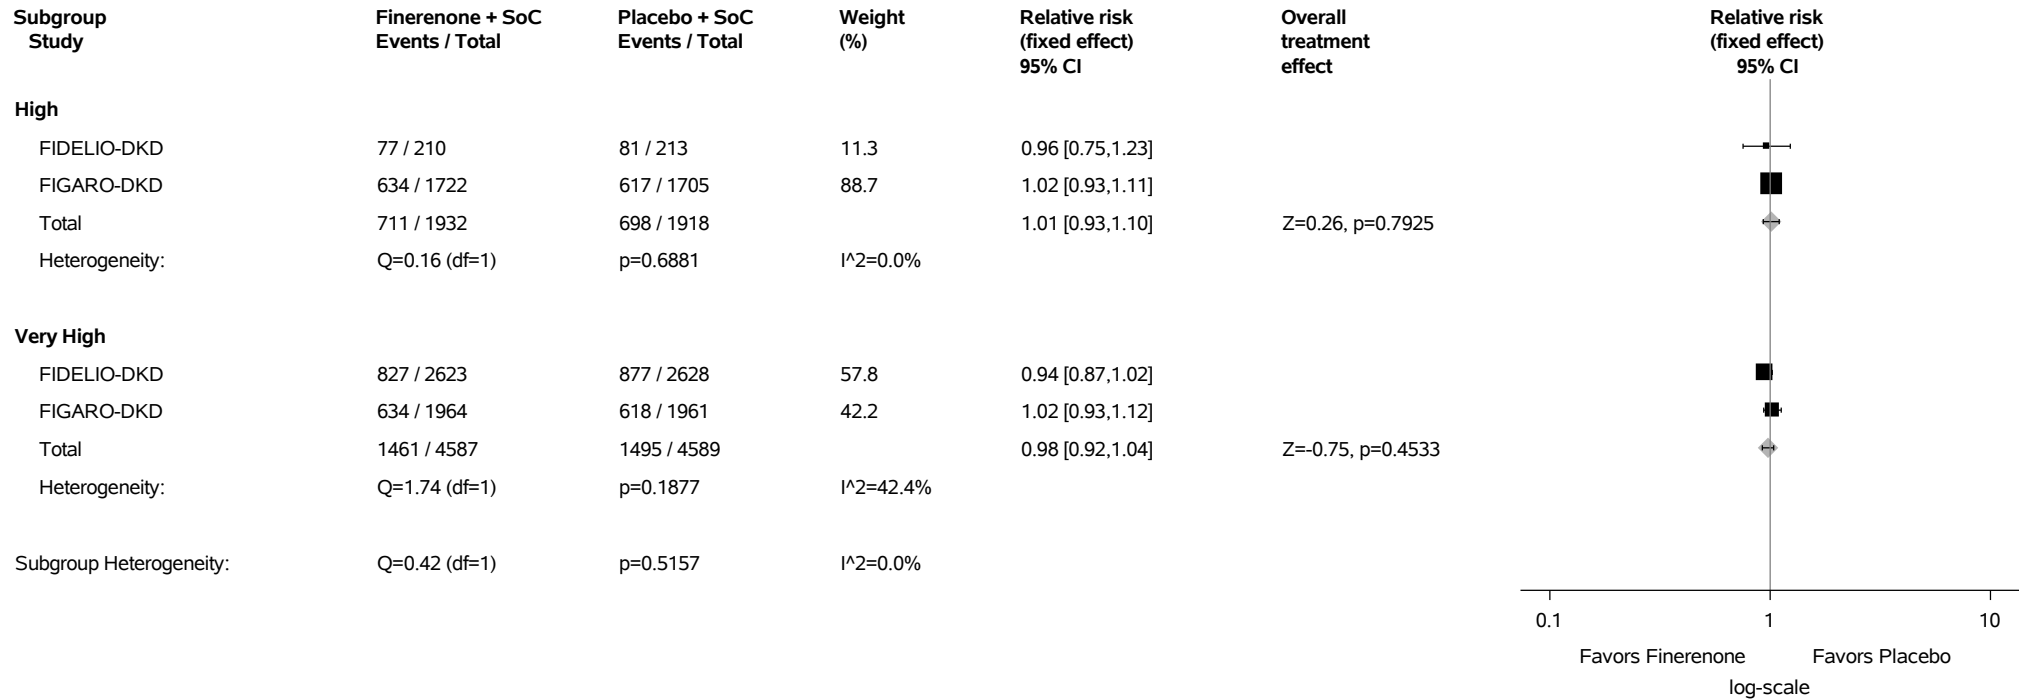 Subgroup Finerenone + SoC Placebo + SoC Weight Relative risk Overall Relative risk
Study Events / Total Events / Total (%) (fixed effect) treatment (fixed effect)
95% CI effect 95% CI
High
FIDELIO-DKD 77 / 210 81 / 213 11.3 0.96 [0.75,1.23]
FIGARO-DKD 634 / 1722 617 / 1705 88.7 1.02 [0.93,1.11]
Total 711 / 1932 698 / 1918 1.01 [0.93,1.10] Z=0.26, p=0.7925
Heterogeneity: Q=0.16 (df=1) p=0.6881 I^2=0.0%
Very High
FIDELIO-DKD 827 / 2623 877 / 2628 57.8 0.94 [0.87,1.02]
FIGARO-DKD 634 / 1964 618 / 1961 42.2 1.02 [0.93,1.12]
Total 1461 / 4587 1495 / 4589 0.98 [0.92,1.04] Z=-0.75, p=0.4533
Heterogeneity: Q=1.74 (df=1) p=0.1877 I^2=42.4%
Subgroup Heterogeneity: Q=0.42 (df=1) p=0.5157 I^2=0.0%
0.1 1 10
Favors Finerenone Favors Placebo
log-scale